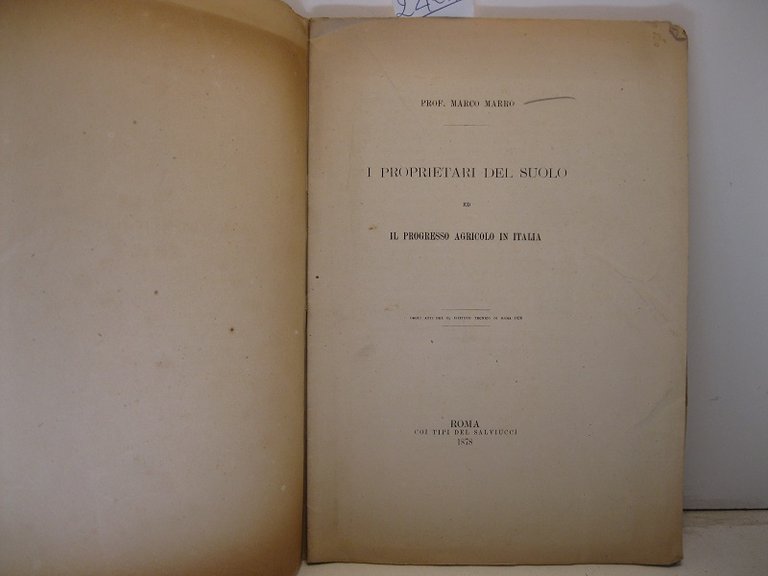 PROF. MARCO MARRO
I PROPRIETARI DEL SUOLO
ED
IL PROGRESSO AGRICOLO IN ITALIA
ROMA
COI TIPI DEL SALVIUCCI
1878